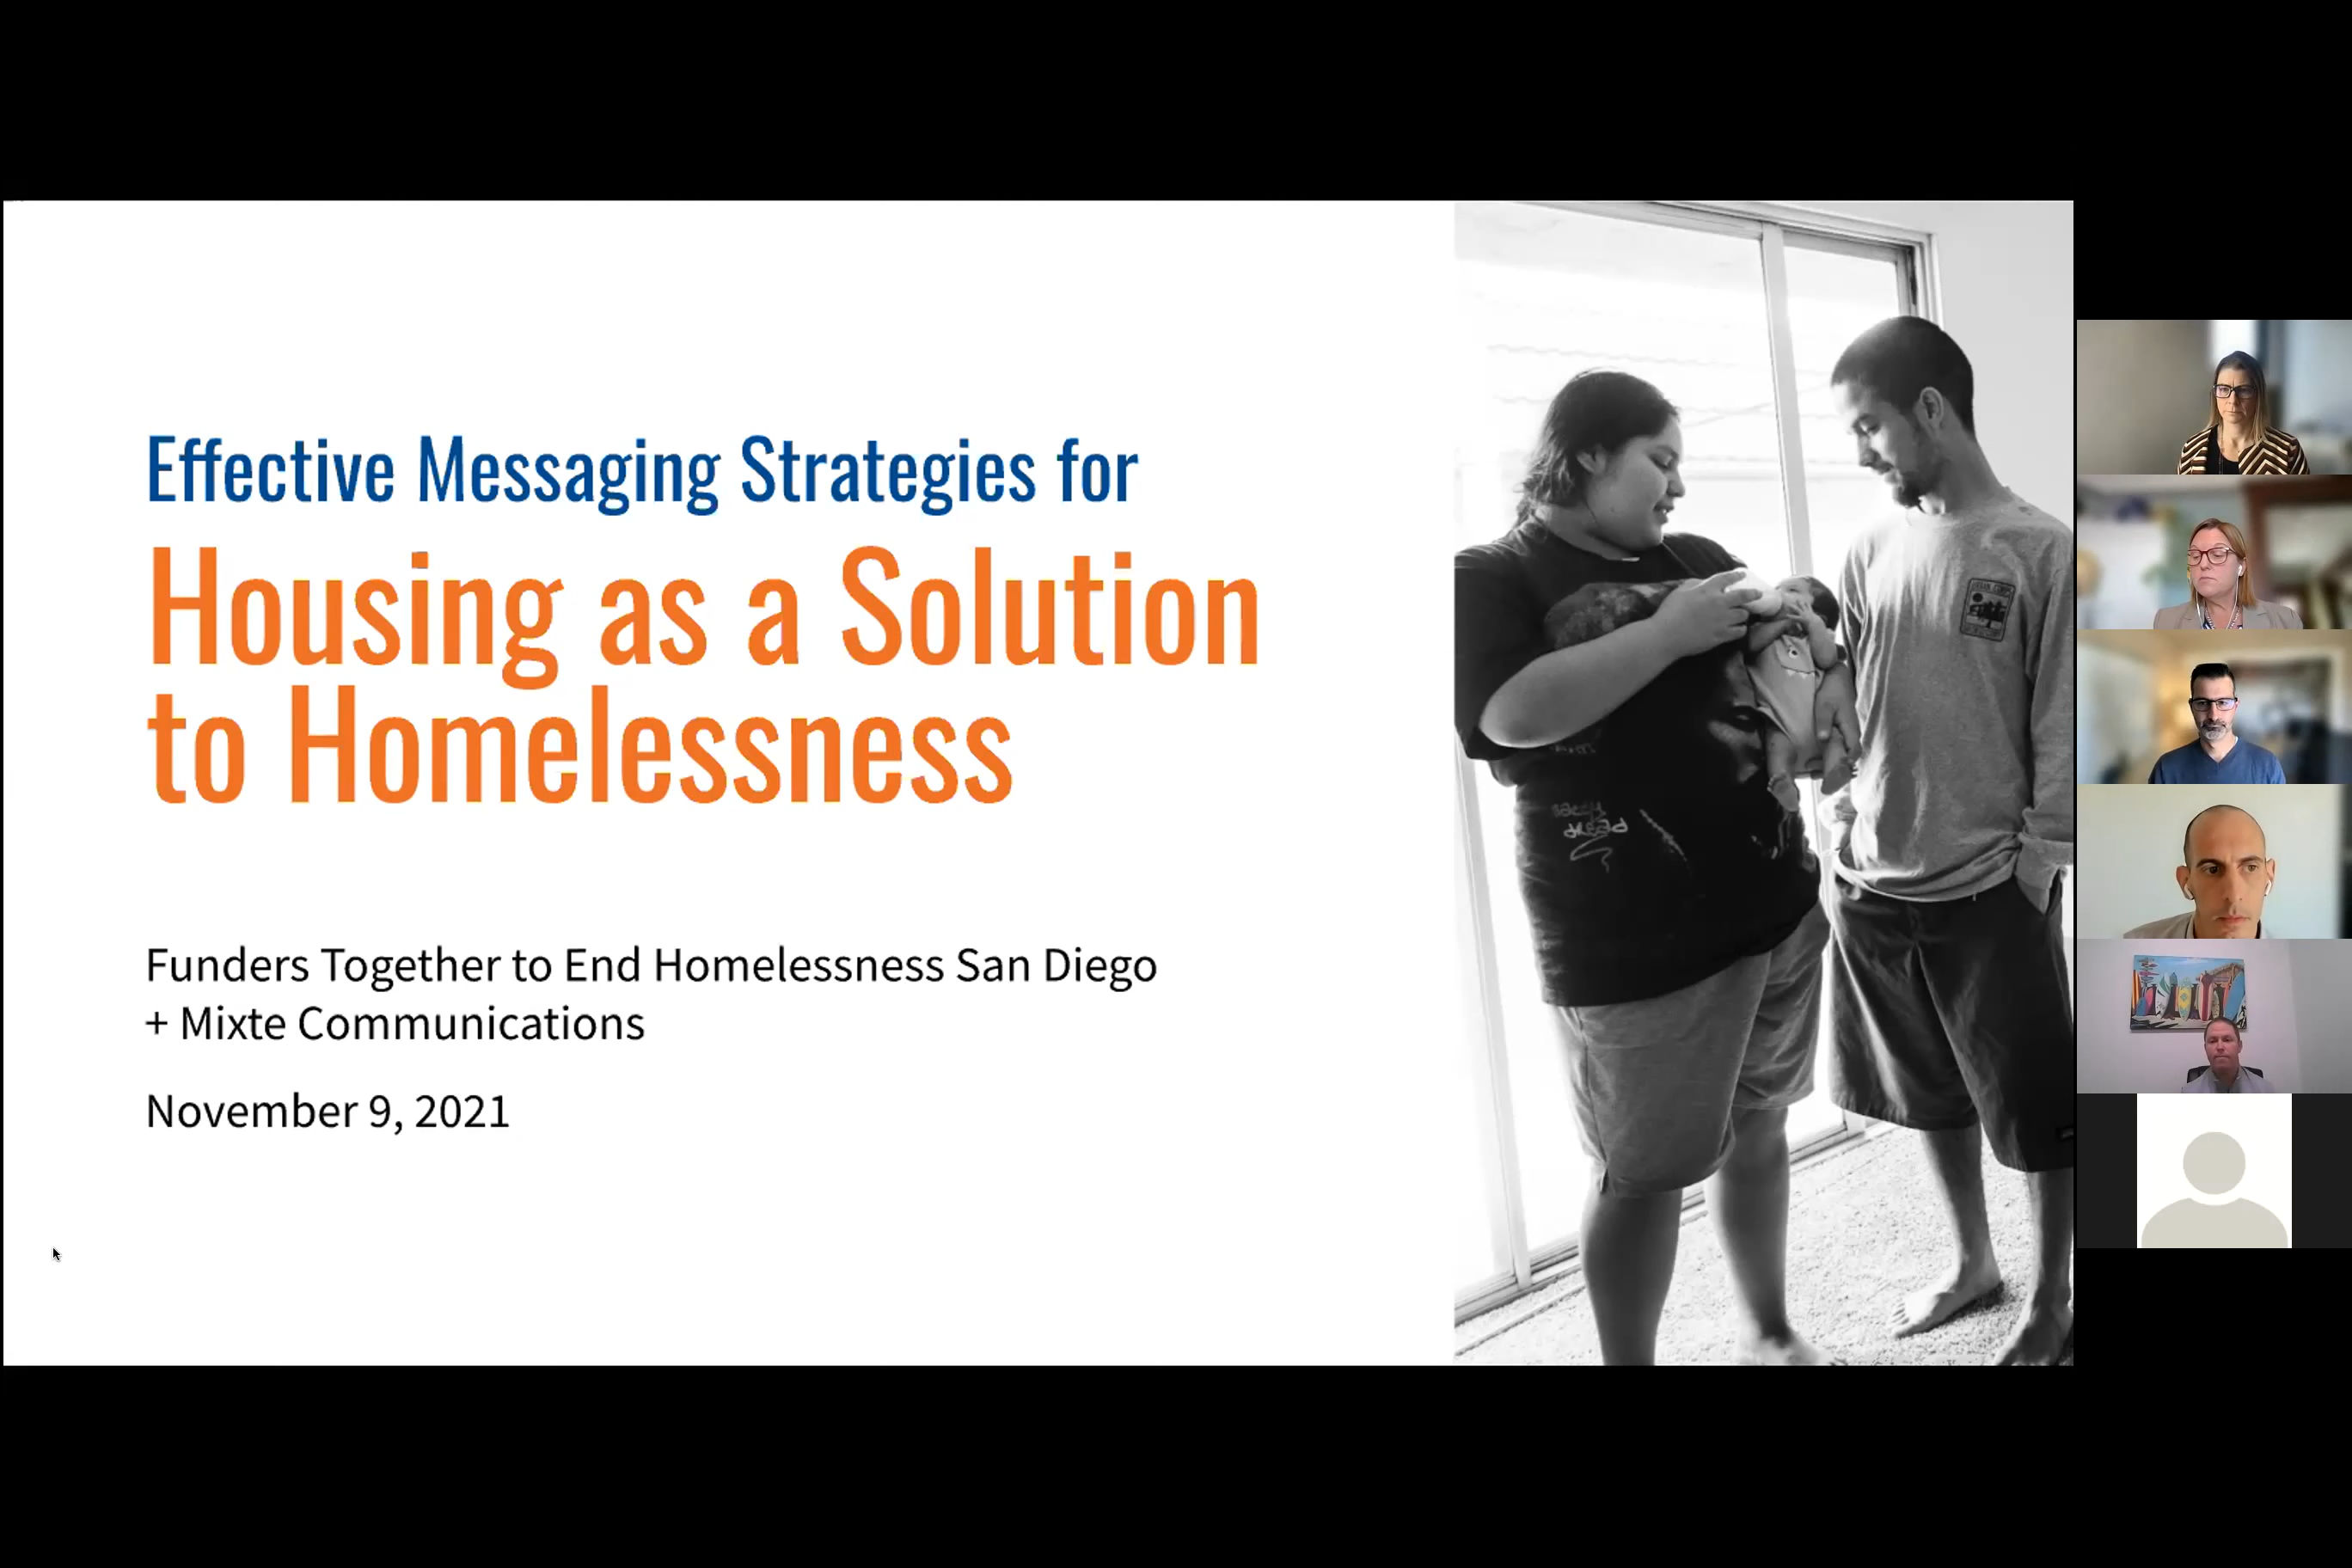 Effective Messaging Strategies for
Housing as a Solution
to Homelessness
Funders Together to End Homelessness San Diego
+ Mixte Communications
November 9, 2021